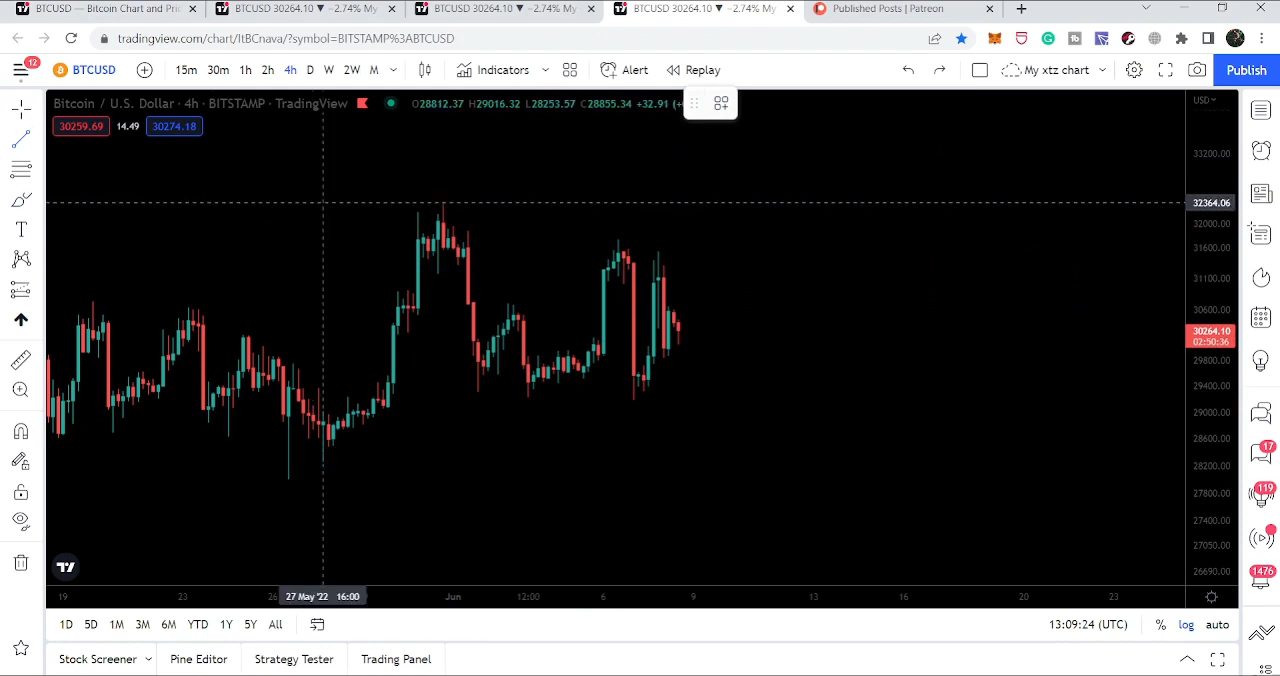 BTCUSD — Bitcoin Chart and Pric
BTCUSD 30264.10 ▼ −2.74% My
BTCUSD 30264.10 ▼ −2.74% My
BTCUSD 30264.10 ▼ −2.74% My
Published Posts | Patreon
tradingview.com/chart/ItBCnava/?symbol=BITSTAMP%3ABTCUSD
12
BTCUSD
15m 30m 1h 2h 4h D W 2W M
Indicators
Alert
Replay
My xtz chart
Publish
Bitcoin / U.S. Dollar · 4h · BITSTAMP · TradingView
O28812.37 H29016.32 L28253.57 C28855.34 +32.91 (+
USD
30259.69 14.49 30274.18
33200.00
32364.06
32000.00
31600.00
31100.00
30600.00
30264.10
02:50:36
29800.00
29400.00
29000.00
28600.00
28200.00
27800.00
27400.00
27050.00
26690.00
17
119
1476
19 23 26 27 May '22 16:00 Jun 12:00 6 9 13 16 20 23
1D 5D 1M 3M 6M YTD 1Y 5Y All
13:09:24 (UTC) % log auto
Stock Screener Pine Editor Strategy Tester Trading Panel